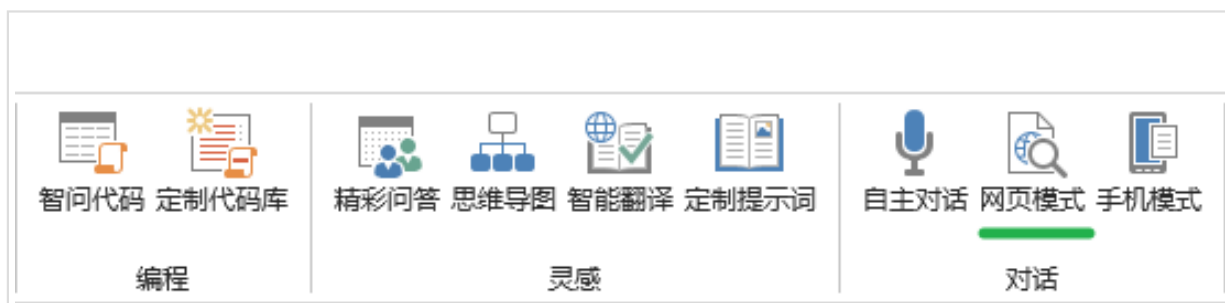 智问代码 定制代码库 精彩问答 思维导图 智能翻译 定制提示词 自主对话 网页模式 手机模式
编程 灵感 对话